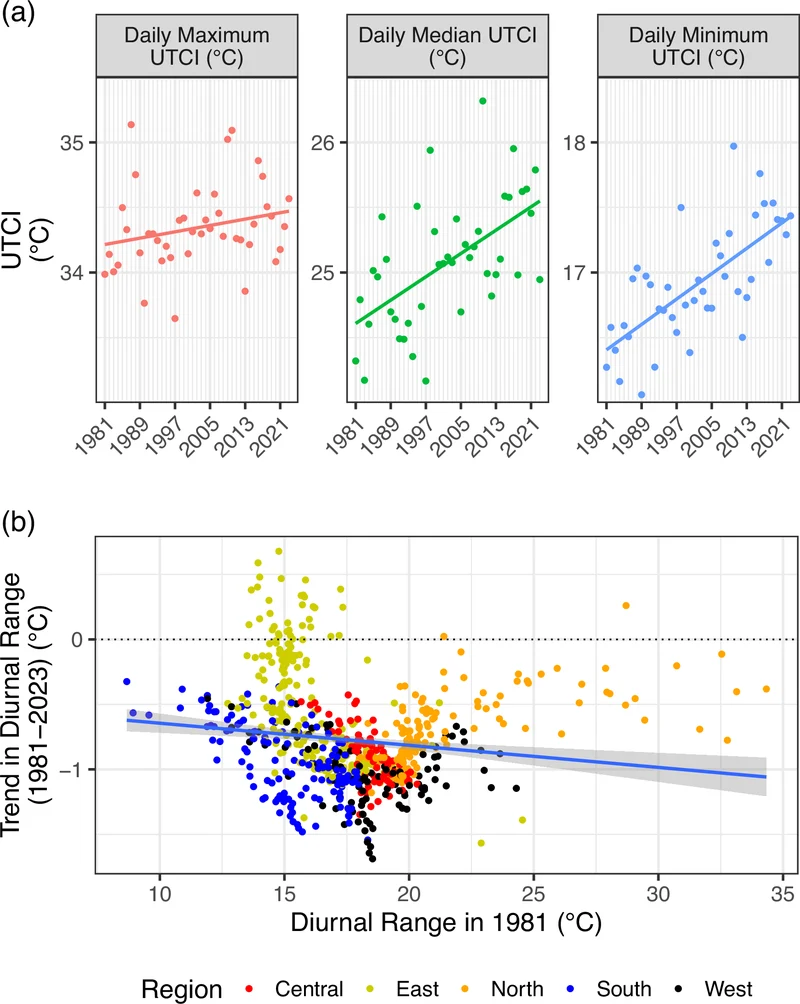 (a)
Daily Maximum
UTCI (°C)
Daily Median UTCI
(°C)
Daily Minimum
UTCI (°C)
UTCI
(°C)
35
34
26
25
18
17
1981 1989 1997 2005 2013 2021
1981 1989 1997 2005 2013 2021
1981 1989 1997 2005 2013 2021
(b)
Trend in Diurnal Range
(1981–2023) (°C)
0
−1
10 15 20 25 30 35
Diurnal Range in 1981 (°C)
Region Central East North South West